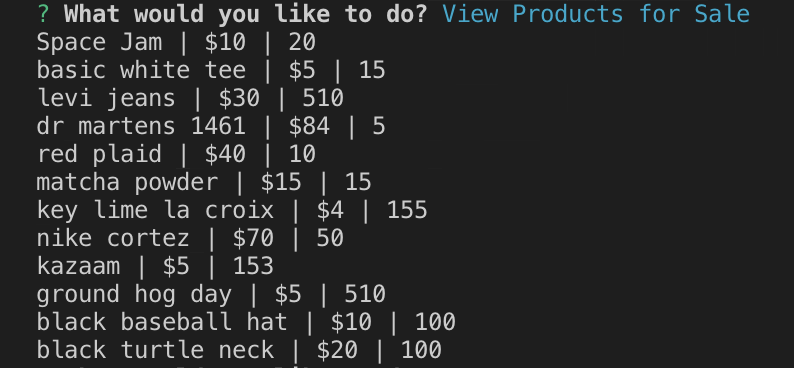 ? What would you like to do? View Products for Sale
Space Jam | $10 | 20
basic white tee | $5 | 15
levi jeans | $30 | 510
dr martens 1461 | $84 | 5
red plaid | $40 | 10
matcha powder | $15 | 15
key lime la croix | $4 | 155
nike cortez | $70 | 50
kazaam | $5 | 153
ground hog day | $5 | 510
black baseball hat | $10 | 100
black turtle neck | $20 | 100